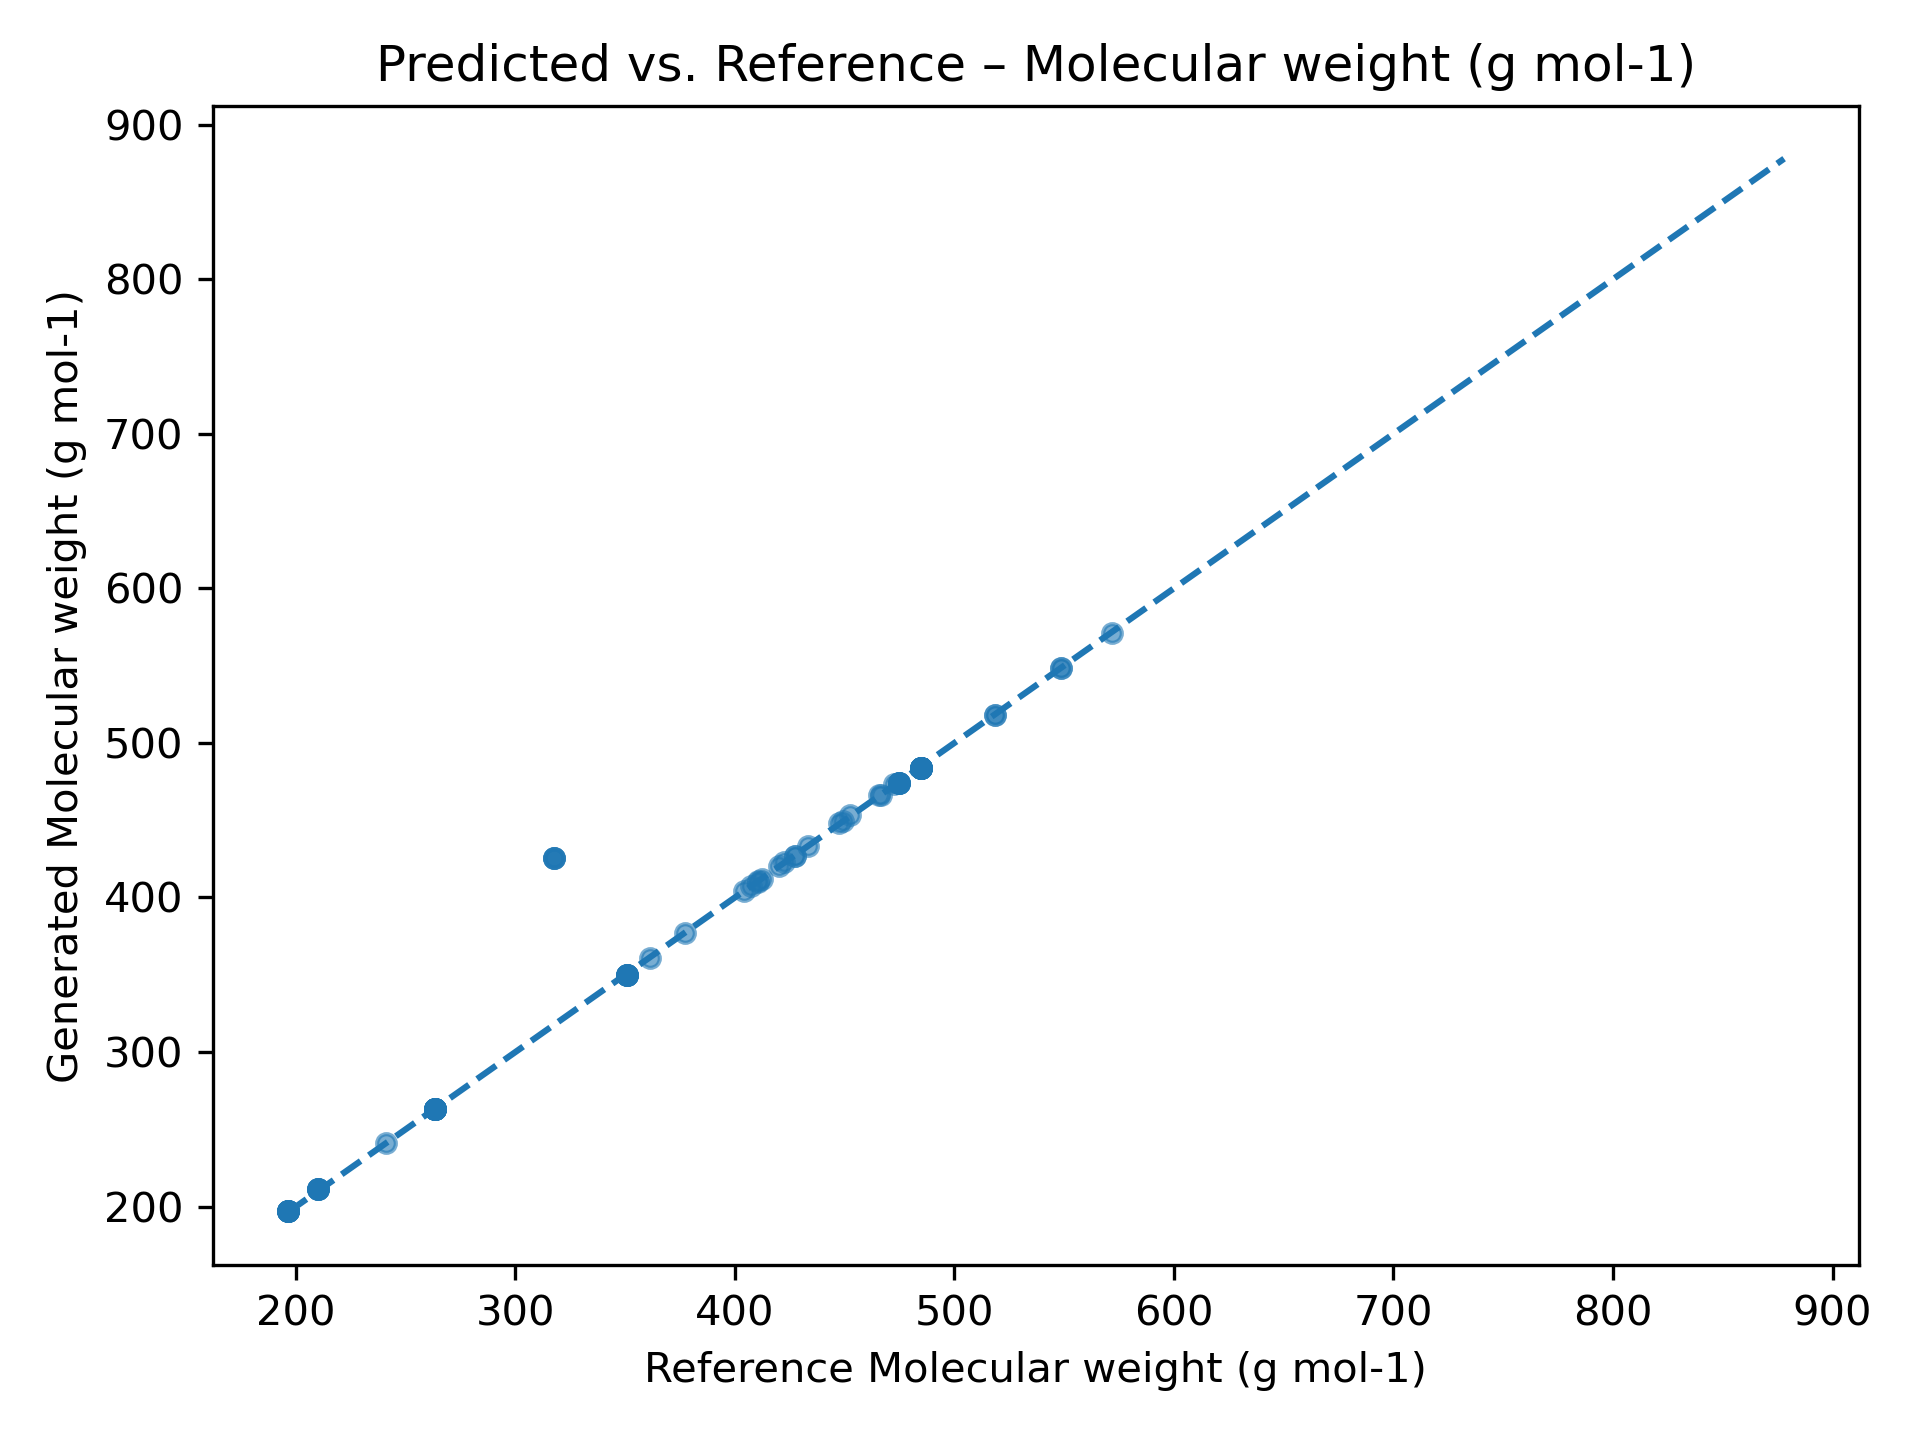 Predicted vs. Reference – Molecular weight (g mol-1)
Generated Molecular weight (g mol-1)
900
800
700
600
500
400
300
200
200 300 400 500 600 700 800 900
Reference Molecular weight (g mol-1)